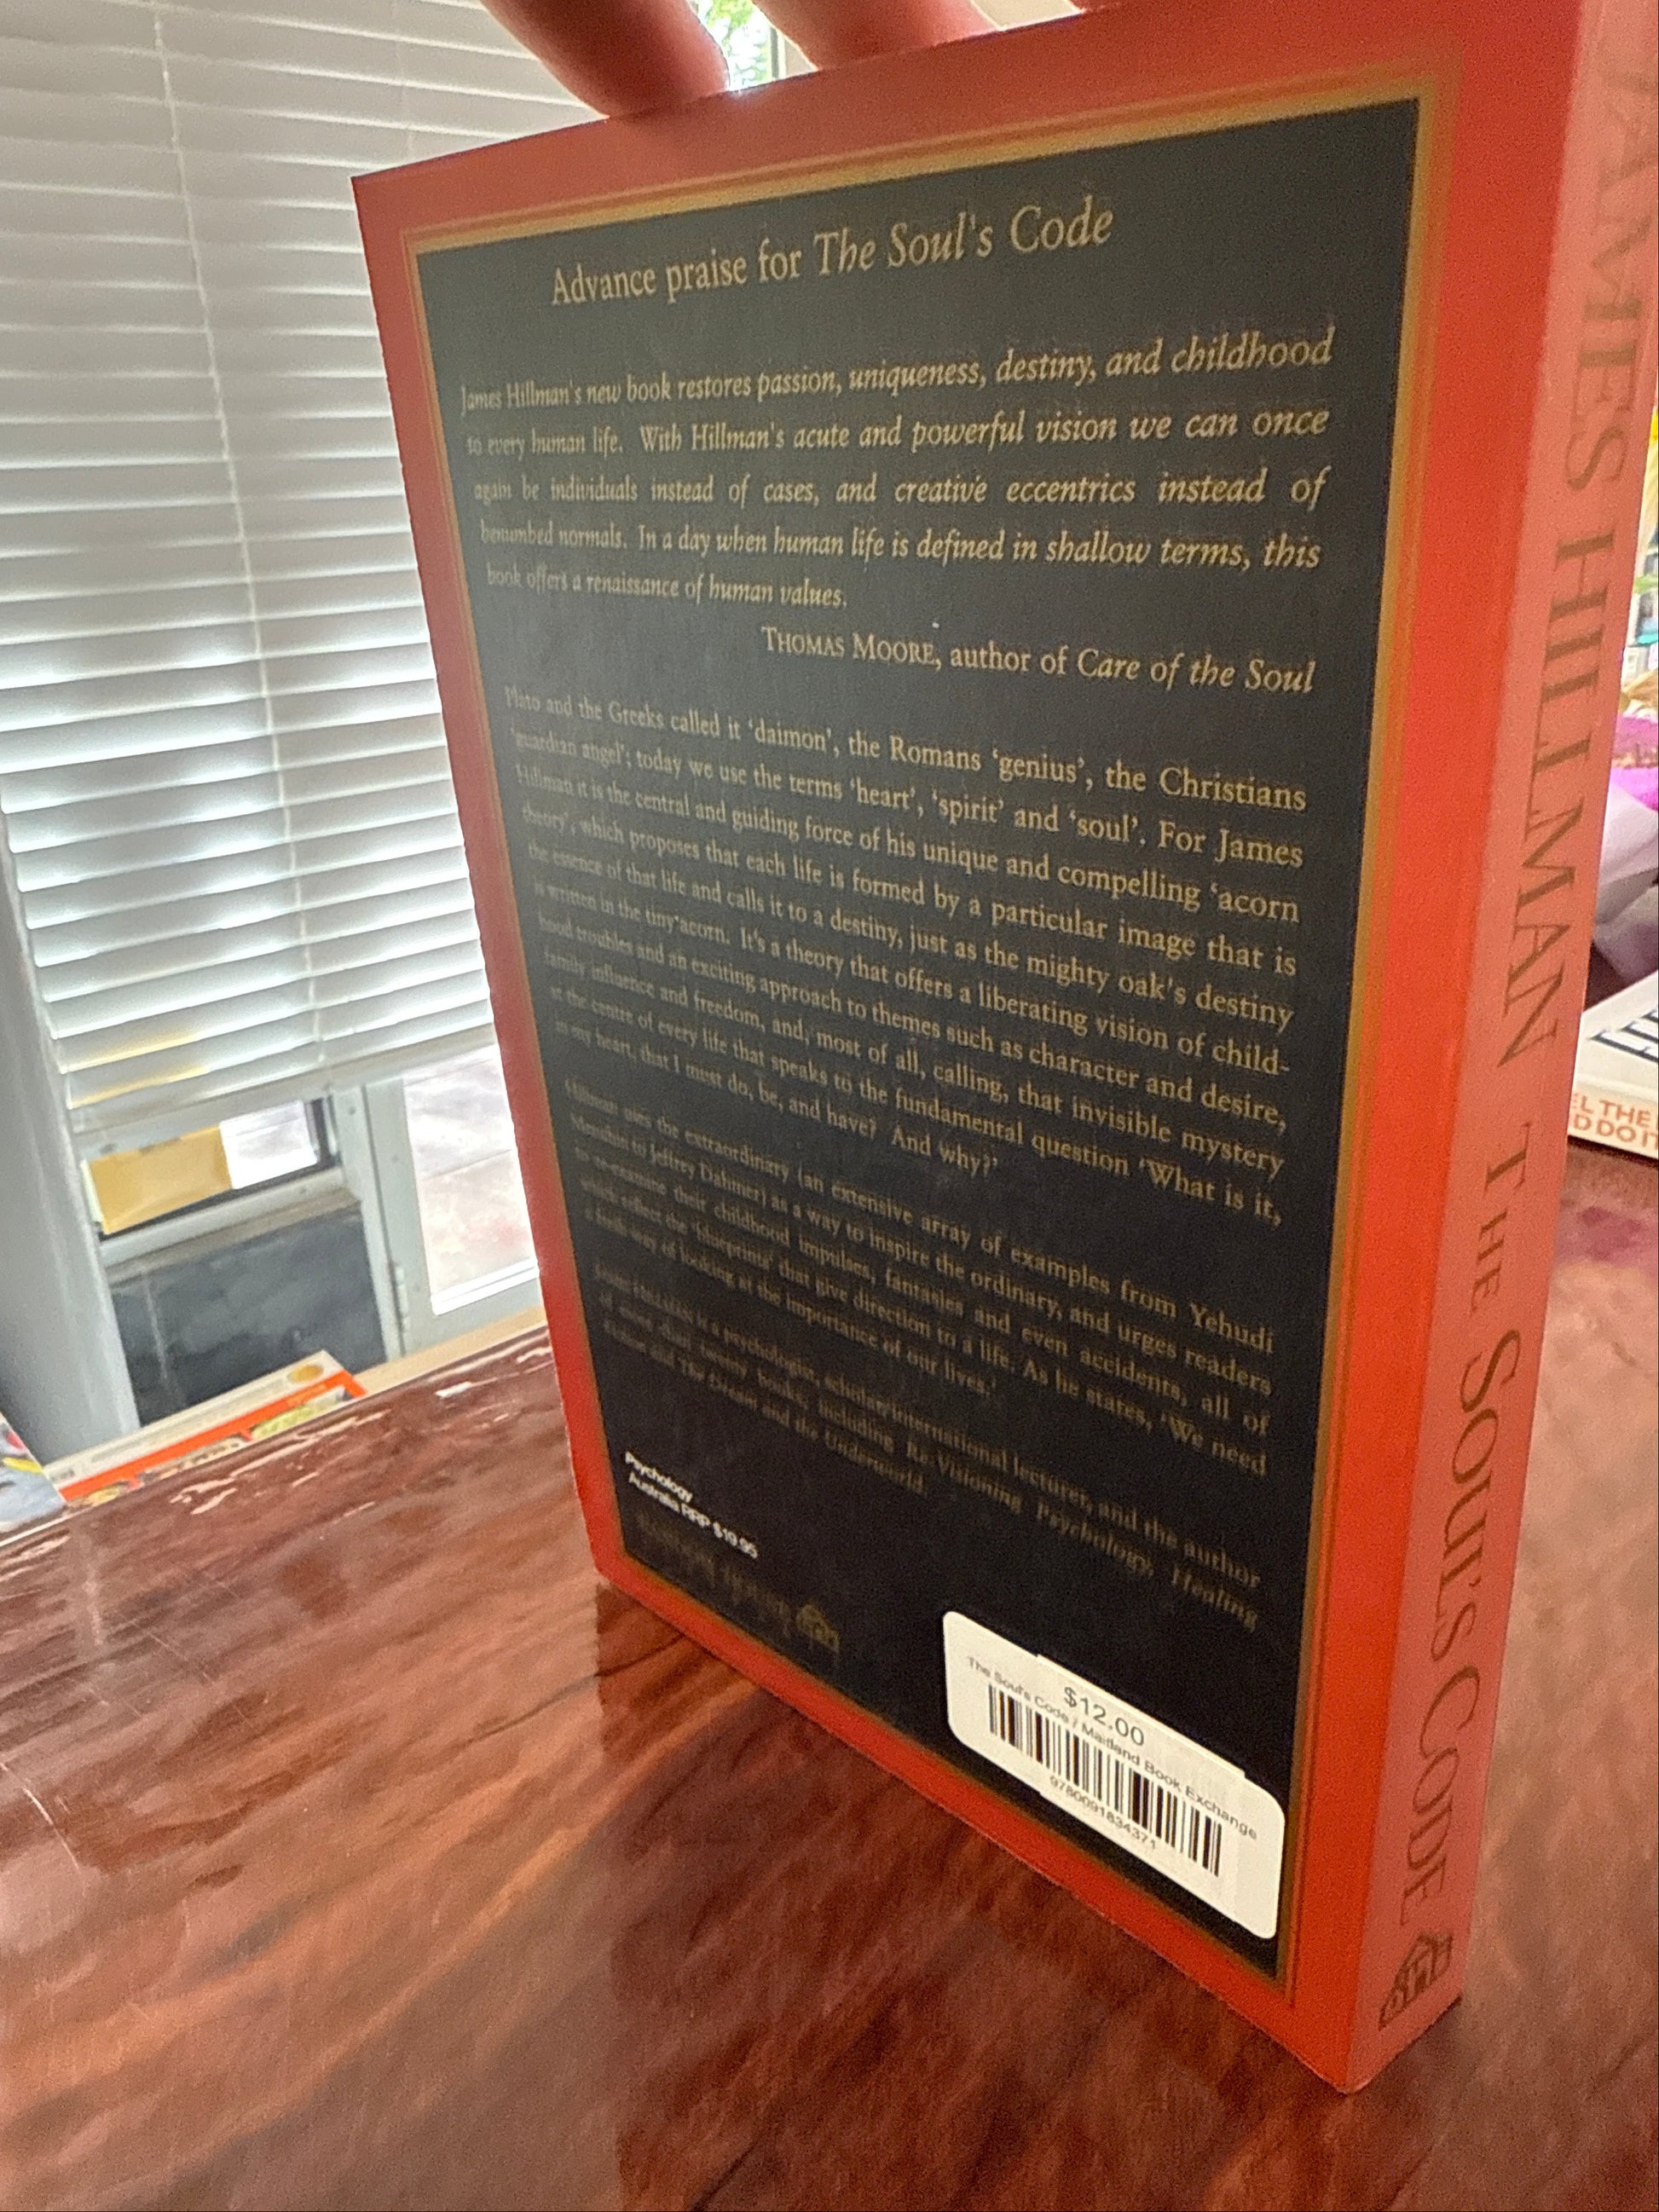 Advance praise for The Soul's Code
James Hillman's new book restores passion, uniqueness, destiny, and childhood
to every human life. With Hillman's acute and powerful vision we can once
again be individuals instead of cases, and creative eccentrics instead of
benumbed normals. In a day when human life is defined in shallow terms, this
book offers a renaissance of human values.
THOMAS MOORE, author of Care of the Soul
Plato and the Greeks called it 'daimon', the Romans 'genius', the Christians
'guardian angel'; today we use the terms 'heart', 'spirit' and 'soul'. For James
Hillman it is the central and guiding force of his unique and compelling 'acorn
theory', which proposes that each life is formed by a particular image that is
the essence of that life and calls it to a destiny, just as the mighty oak's destiny
is written in the tiny acorn. It's a theory that offers a liberating vision of child-
hood troubles and an exciting approach to themes such as character and desire,
family influence and freedom, and, most of all, calling, that invisible mystery
at the centre of every life that speaks to the fundamental question 'What is it,
in my heart, that I must do, be, and have? And why?'
Hillman uses the extraordinary (an extensive array of examples from Yehudi
Menuhin to Jeffrey Dahmer) as a way to inspire the ordinary, and urges readers
to re-examine their childhood impulses, fantasies and even accidents, all of
which reflect the 'blueprints' that give direction to a life. As he states, 'We need
a fresh way of looking at the importance of our lives.'
JAMES HILLMAN is a psychologist, scholar, international lecturer, and the author
of more than twenty books, including Re-Visioning Psychology, Healing
Fiction and The Dream and the Underworld.
Psychology
Australia RRP $19.95
$12.00
The Soul's Code / Maitland Book Exchange
9780091834371
JAMES HILLMAN THE SOUL'S CODE
EL THE
D DO IT